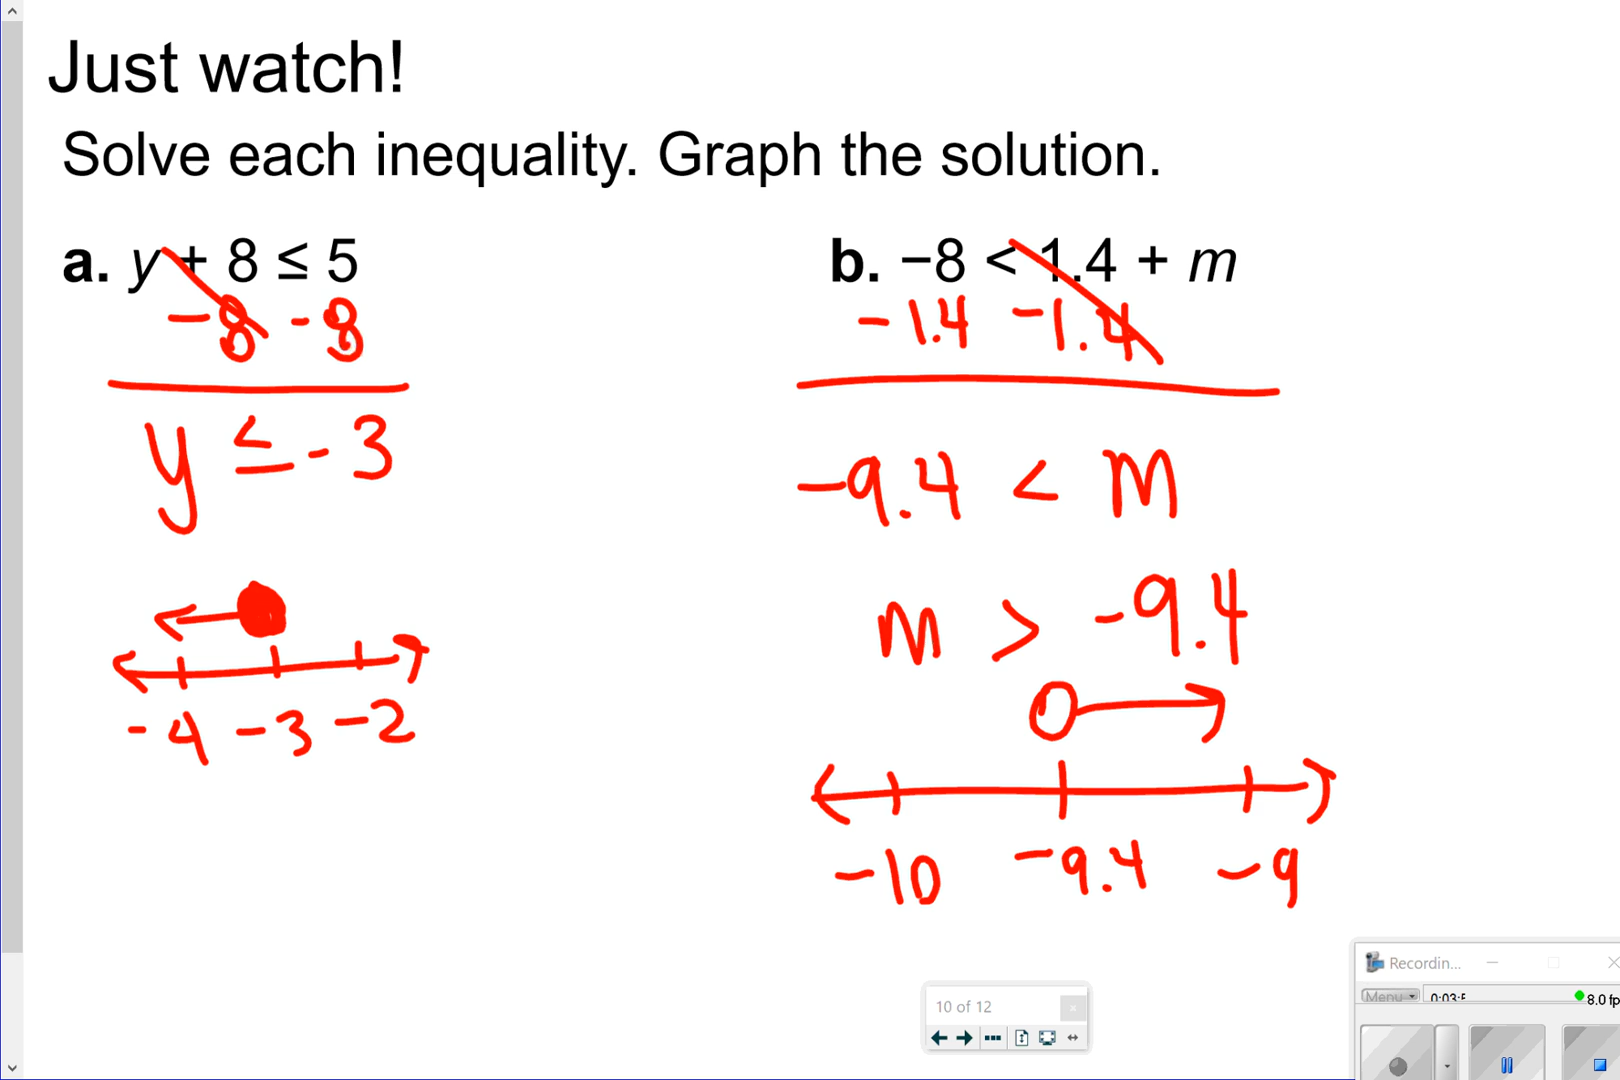 Just watch!
Solve each inequality. Graph the solution.
a. y + 8 ≤ 5
-8 -8
y ≤ -3
-4 -3 -2
b. −8 < 1.4 + m
-1.4 -1.4
-9.4 < m
m > -9.4
-10 -9.4 -9
10 of 12
Recordin...
Menu
8.0 fp